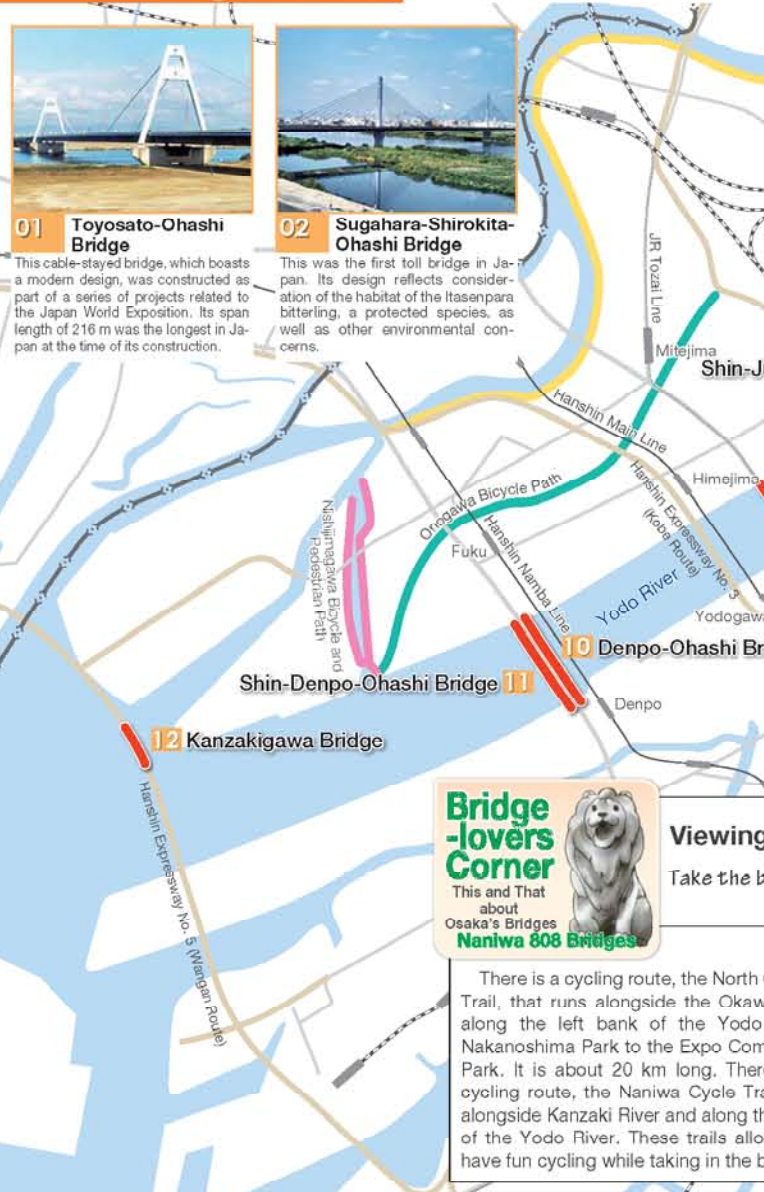 01 Toyosato-Ohashi
Bridge
This cable-stayed bridge, which boasts
a modern design, was constructed as
part of a series of projects related to
the Japan World Exposition. Its span
length of 216 m was the longest in Ja-
pan at the time of its construction.
02 Sugahara-Shirokita-
Ohashi Bridge
This was the first toll bridge in Ja-
pan. Its design reflects consider-
ation of the habitat of the Itasenpara
bitterling, a protected species, as
well as other environmental con-
cerns.
JR Tozai Line
Mitejima
Shin-J
Hanshin Main Line
Himejima
Hanshin Expressway No. 3
(Kobe Route)
Onogawa Bicycle Path
Nishijimagawa Bicycle and
Pedestrian Path
Fuku
Hanshin Namba Line
Yodo River
Yodogawa
10 Denpo-Ohashi Br
Shin-Denpo-Ohashi Bridge 11
Denpo
12 Kanzakigawa Bridge
Hanshin Expressway No. 5 (Wangan Route)
Bridge
-lovers
Corner
This and That
about
Osaka's Bridges
Naniwa 808 Bridges
Viewing
Take the b
There is a cycling route, the North
Trail, that runs alongside the Okaw
along the left bank of the Yodo
Nakanoshima Park to the Expo Com
Park. It is about 20 km long. There
cycling route, the Naniwa Cycle Tra
alongside Kanzaki River and along th
of the Yodo River. These trails allo
have fun cycling while taking in the b